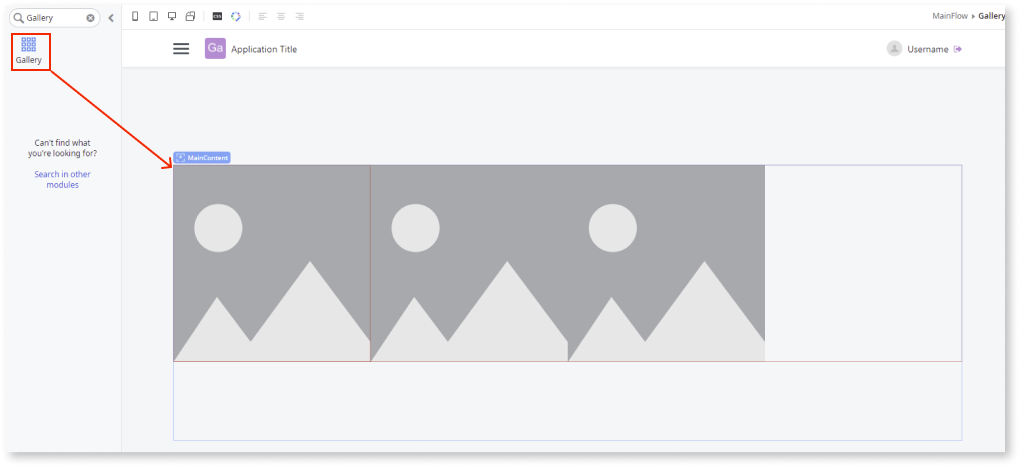 Gallery
Gallery
Can't find what
you're looking for?
Search in other
modules
CSS
MainFlow ▸ Gallery
Ga Application Title
Username
MainContent